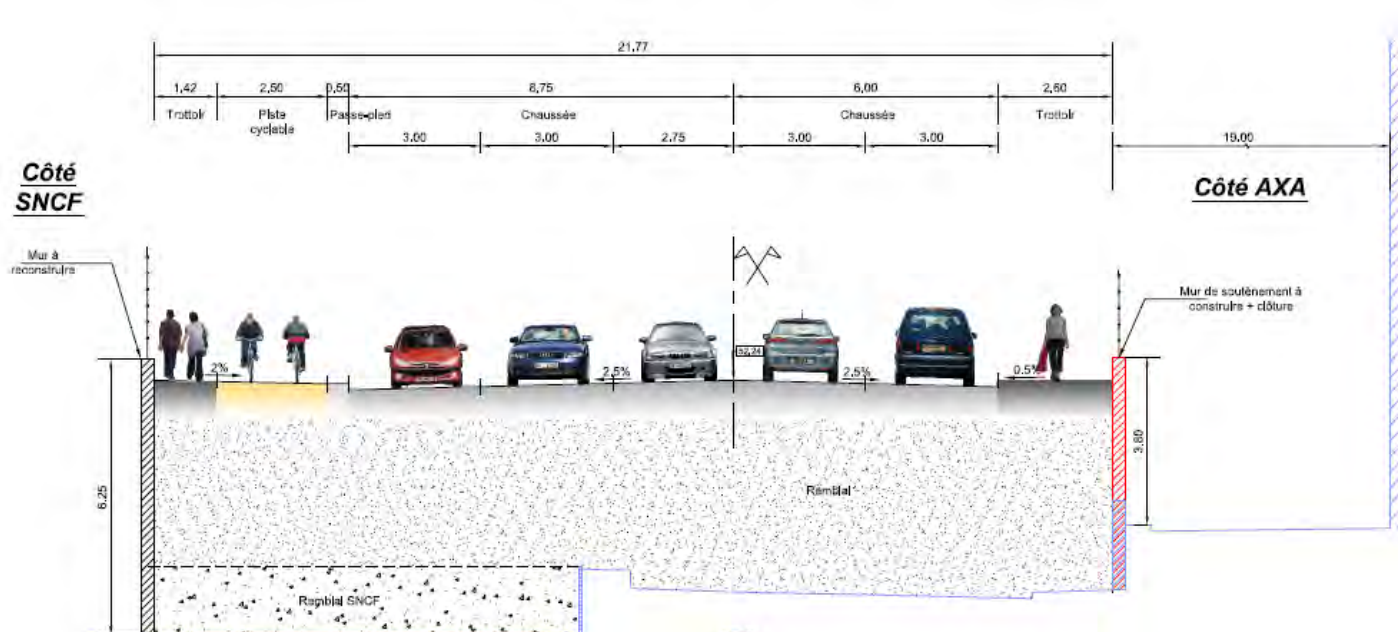 21,77
1,42
2,50
0,50
8,75
6,00
2,60
Trottoir
Piste
cyclable
Passe-pied
Chaussée
Chaussée
Trottoir
3.00
3.00
2.75
3.00
3.00
19.00
Côté
SNCF
Côté AXA
Mur à
reconstruire
Mur de soutènement à
construire + clôture
52,24
2%
2.5%
2.5%
0.5%
6.25
3.80
Remblai
Remblai SNCF